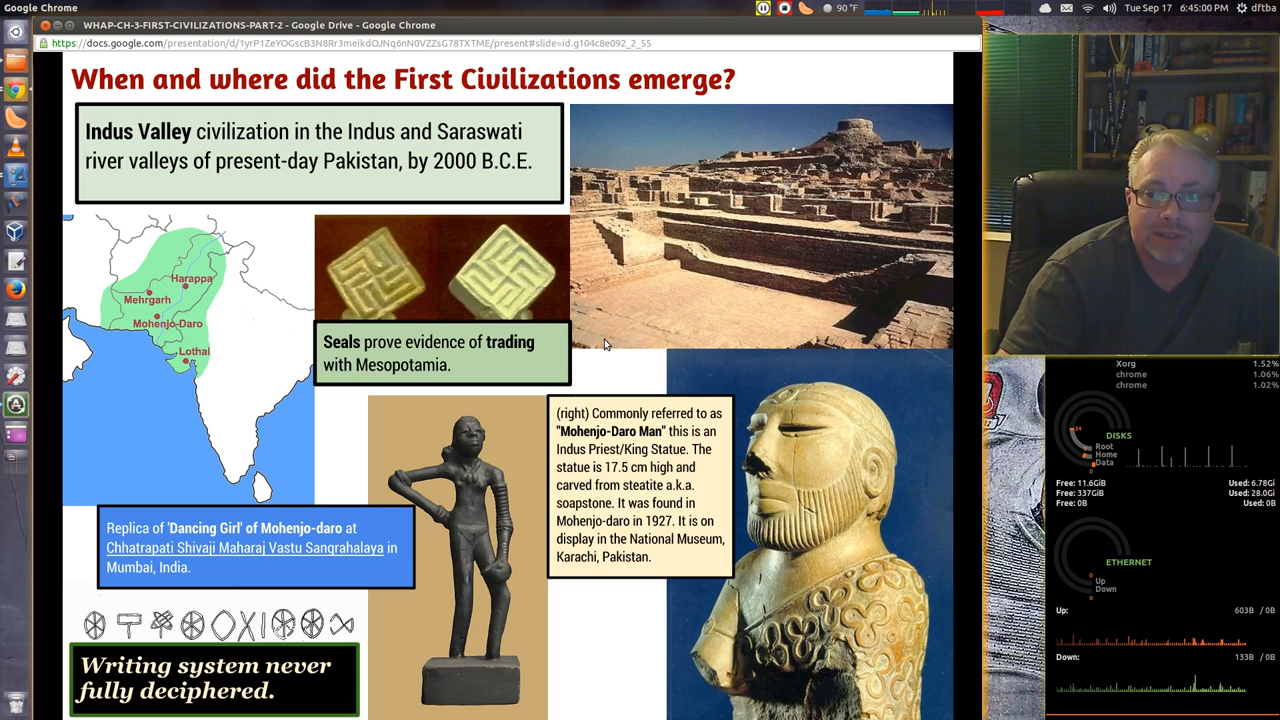 Google Chrome
90 °F
Tue Sep 17
6:45:00 PM
dftba
WHAP-CH-3-FIRST-CIVILIZATIONS-PART-2 - Google Drive - Google Chrome
https://docs.google.com/presentation/d/1yrP1ZeYOGscB3N8Rr3meikdOJNq6nN0VZZsG78TXTME/present#slide=id.g104c8e092_2_55
When and where did the First Civilizations emerge?
Indus Valley civilization in the Indus and Saraswati
river valleys of present-day Pakistan, by 2000 B.C.E.
Harappa
Mehrgarh
Mohenjo-Daro
Lothal
Seals prove evidence of trading
with Mesopotamia.
(right) Commonly referred to as
"Mohenjo-Daro Man" this is an
Indus Priest/King Statue. The
statue is 17.5 cm high and
carved from steatite a.k.a.
soapstone. It was found in
Mohenjo-daro in 1927. It is on
display in the National Museum,
Karachi, Pakistan.
Replica of 'Dancing Girl' of Mohenjo-daro at
Chhatrapati Shivaji Maharaj Vastu Sangrahalaya in
Mumbai, India.
Writing system never
fully deciphered.
Xorg 1.52%
chrome 1.06%
chrome 1.02%
DISKS
Root
Home
Data
Free: 11.6GiB Used: 6.78Gi
Free: 337GiB Used: 28.0Gi
Free: 0B Used: 0B
ETHERNET
Up
Down
Up: 603B / 0B
Down: 133B / 0B